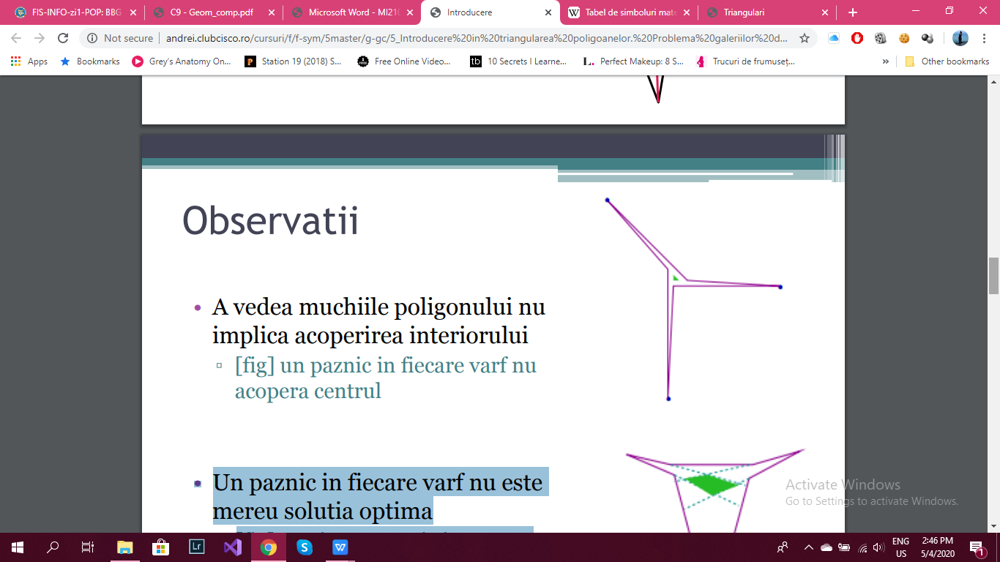 FIS-INFO-zi1-POP: BBG
C9 - Geom_comp.pdf
Microsoft Word - MI210
Introducere
Tabel de simboluri mate
Triangulari
Not secure
andrei.clubcisco.ro/cursuri/f/f-sym/5master/g-gc/5_Introducere%20in%20triangularea%20poligoanelor.%20Problema%20galeriilor%20d...
Apps
Bookmarks
Grey's Anatomy On...
Station 19 (2018) S...
Free Online Video...
10 Secrets I Learne...
Perfect Makeup: 8 S...
Trucuri de frumuseț...
»
Other bookmarks
Observatii
• A vedea muchiile poligonului nu
implica acoperirea interiorului
[fig] un paznic in fiecare varf nu
acopera centrul
• Un paznic in fiecare varf nu este
mereu solutia optima
Activate Windows
Go to Settings to activate Windows.
ENG
US
2:46 PM
5/4/2020
1